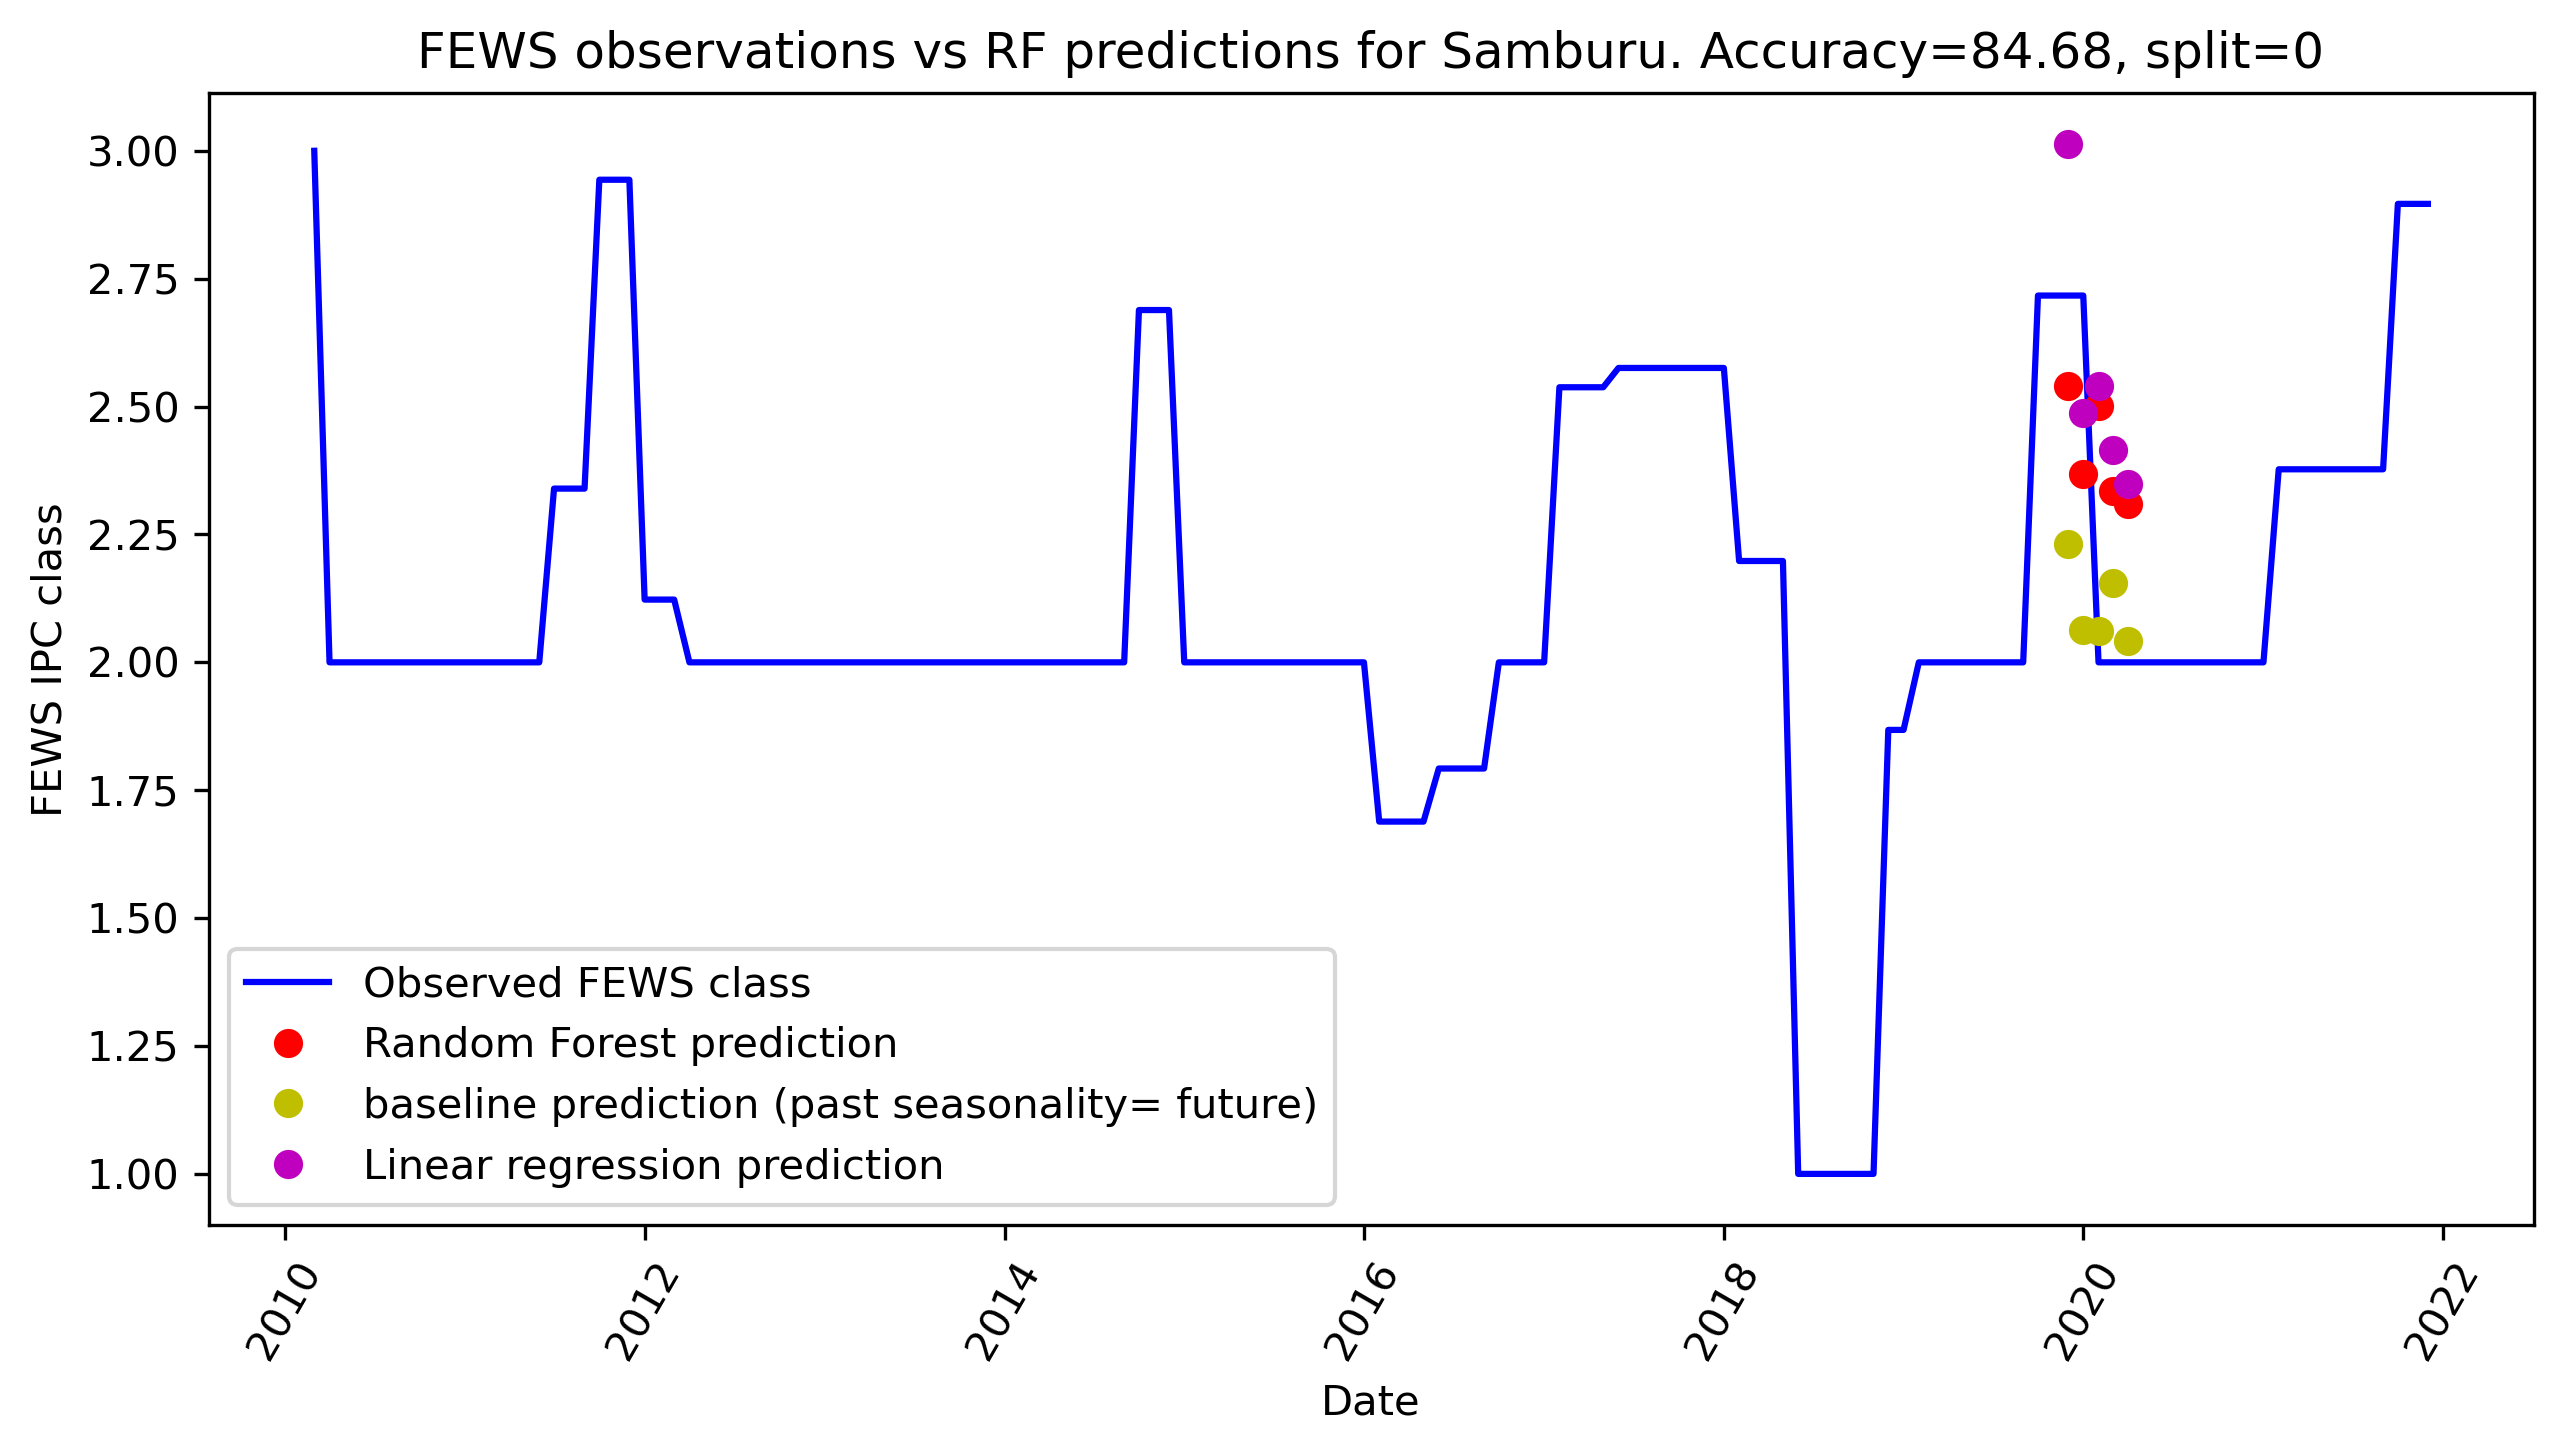 FEWS observations vs RF predictions for Samburu. Accuracy=84.68, split=0
3.00
2.75
2.50
2.25
2.00
1.75
1.50
1.25
1.00
FEWS IPC class
Observed FEWS class
Random Forest prediction
baseline prediction (past seasonality= future)
Linear regression prediction
2010
2012
2014
2016
2018
2020
2022
Date